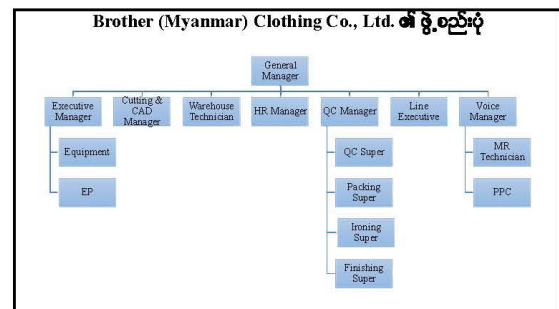 Brother (Myanmar) Clothing Co., Ltd. ၏ ဖွဲ့စည်းပုံ
General
Manager
Executive
Manager
Cutting &
CAD
Manager
Warehouse
Technician
HR Manager
QC Manager
Line
Executive
Voice
Manager
Equipment
EP
QC Super
Packing
Super
Ironing
Super
Finishing
Super
MR
Technician
PPC